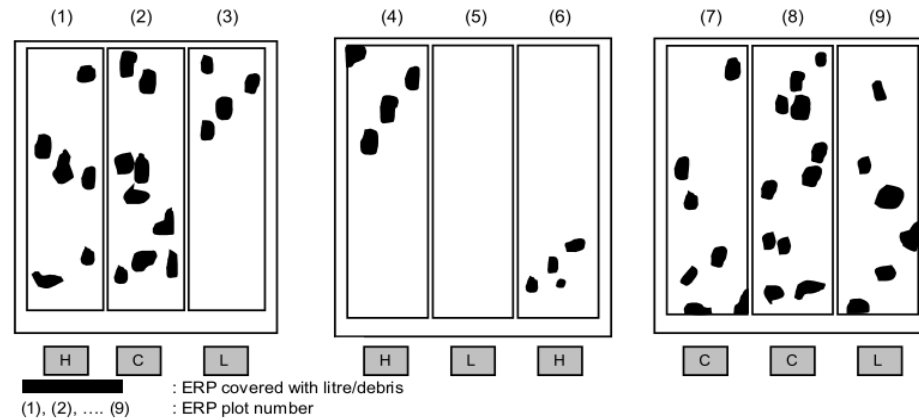 (1) (2) (3) (4) (5) (6) (7) (8) (9)
H C L H L H C C L
: ERP covered with litre/debris
(1), (2), .... (9) : ERP plot number